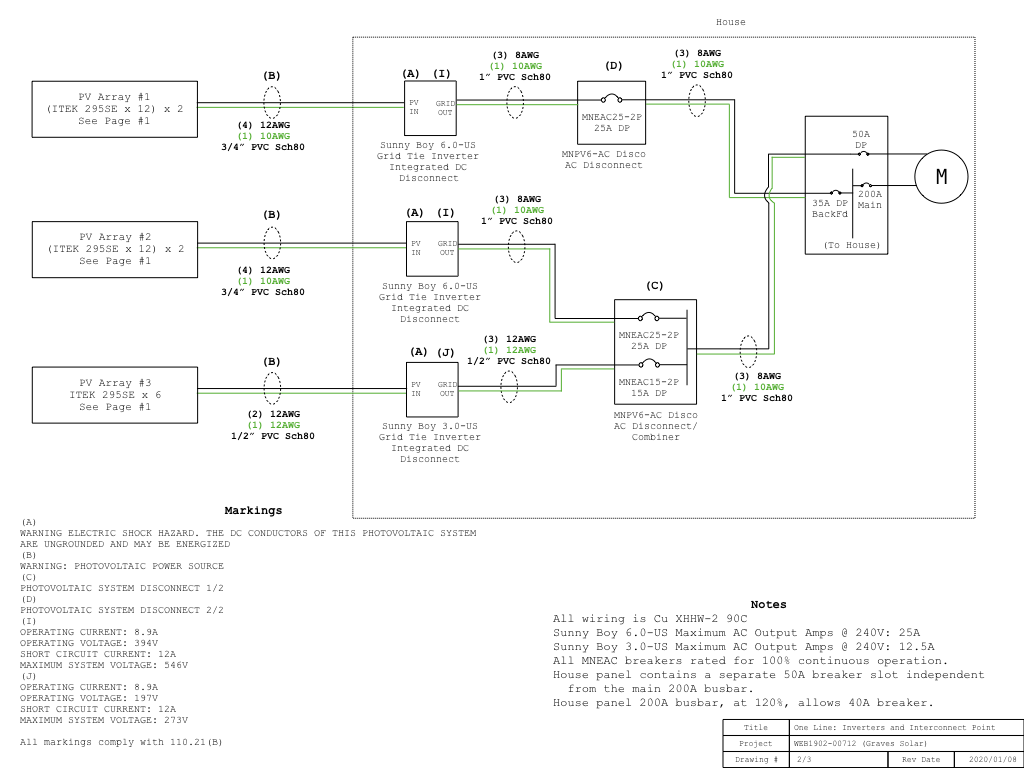 House
PV Array #1
(ITEK 295SE x 12) x 2
See Page #1
(B)
(4) 12AWG
(1) 10AWG
3/4″ PVC Sch80
(A) (I)
PV IN
GRID OUT
Sunny Boy 6.0-US
Grid Tie Inverter
Integrated DC
Disconnect
(3) 8AWG
(1) 10AWG
1″ PVC Sch80
(D)
MNEAC25-2P
25A DP
MNPV6-AC Disco
AC Disconnect
(3) 8AWG
(1) 10AWG
1″ PVC Sch80
50A
DP
35A DP
BackFd
200A
Main
(To House)
M
PV Array #2
(ITEK 295SE x 12) x 2
See Page #1
(B)
(4) 12AWG
(1) 10AWG
3/4″ PVC Sch80
(A) (I)
PV IN
GRID OUT
Sunny Boy 6.0-US
Grid Tie Inverter
Integrated DC
Disconnect
(3) 8AWG
(1) 10AWG
1″ PVC Sch80
(C)
MNEAC25-2P
25A DP
MNEAC15-2P
15A DP
MNPV6-AC Disco
AC Disconnect/
Combiner
(3) 8AWG
(1) 10AWG
1″ PVC Sch80
PV Array #3
ITEK 295SE x 6
See Page #1
(B)
(2) 12AWG
(1) 12AWG
1/2″ PVC Sch80
(A) (J)
PV IN
GRID OUT
Sunny Boy 3.0-US
Grid Tie Inverter
Integrated DC
Disconnect
(3) 12AWG
(1) 12AWG
1/2″ PVC Sch80
Markings
(A)
WARNING ELECTRIC SHOCK HAZARD. THE DC CONDUCTORS OF THIS PHOTOVOLTAIC SYSTEM
ARE UNGROUNDED AND MAY BE ENERGIZED
(B)
WARNING: PHOTOVOLTAIC POWER SOURCE
(C)
PHOTOVOLTAIC SYSTEM DISCONNECT 1/2
(D)
PHOTOVOLTAIC SYSTEM DISCONNECT 2/2
(I)
OPERATING CURRENT: 8.9A
OPERATING VOLTAGE: 394V
SHORT CIRCUIT CURRENT: 12A
MAXIMUM SYSTEM VOLTAGE: 546V
(J)
OPERATING CURRENT: 8.9A
OPERATING VOLTAGE: 197V
SHORT CIRCUIT CURRENT: 12A
MAXIMUM SYSTEM VOLTAGE: 273V
All markings comply with 110.21(B)
Notes
All wiring is Cu XHHW-2 90C
Sunny Boy 6.0-US Maximum AC Output Amps @ 240V: 25A
Sunny Boy 3.0-US Maximum AC Output Amps @ 240V: 12.5A
All MNEAC breakers rated for 100% continuous operation.
House panel contains a separate 50A breaker slot independent
from the main 200A busbar.
House panel 200A busbar, at 120%, allows 40A breaker.
Title One Line: Inverters and Interconnect Point
Project WEB1902-00712 (Graves Solar)
Drawing # 2/3 Rev Date 2020/01/08